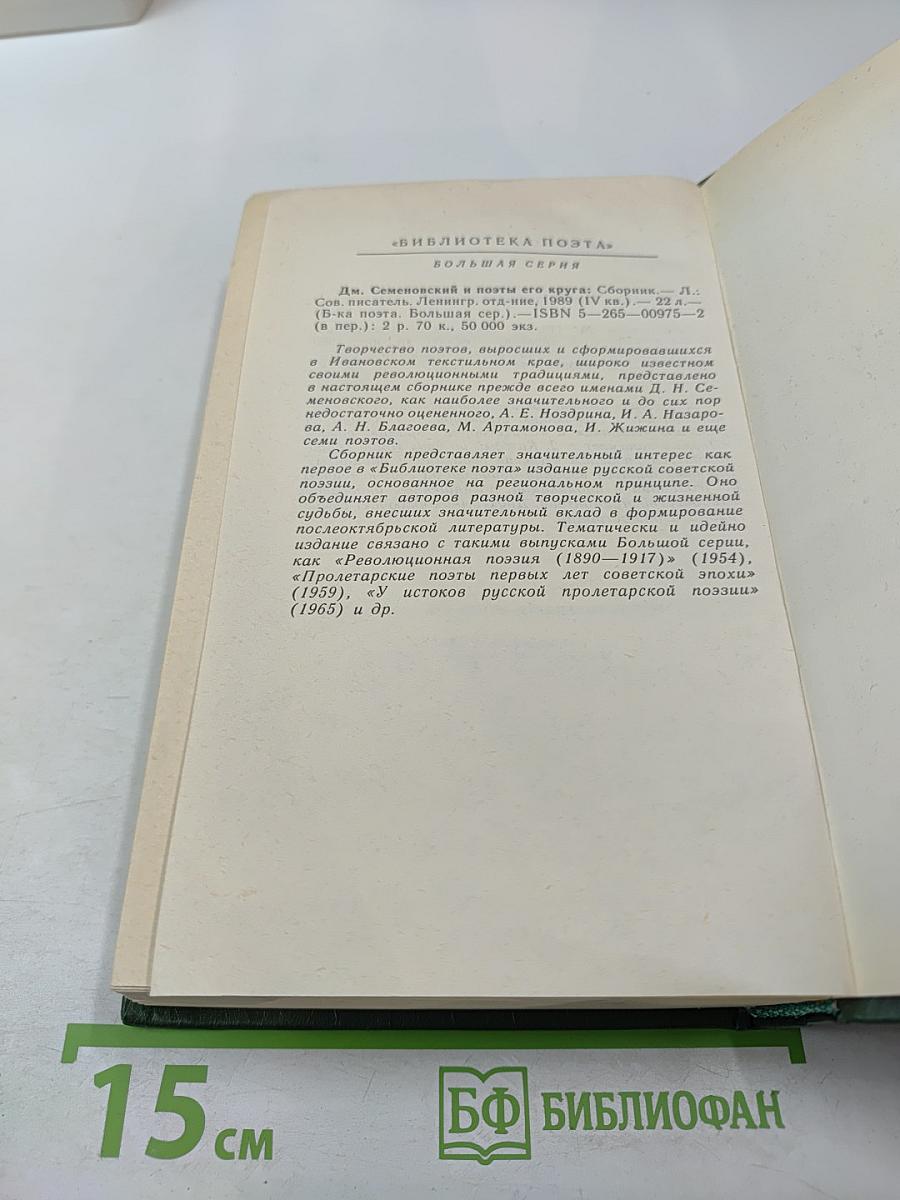 «БИБЛИОТЕКА ПОЭТА»
БОЛЬШАЯ СЕРИЯ
Дм. Семеновский и поэты его круга: Сборник.— Л.:
Сов. писатель. Ленингр. отд-ние, 1989 (IV кв.).— 22 л.—
(Б-ка поэта. Большая сер.).—ISBN 5—265—00975—2
(в пер.): 2 р. 70 к., 50 000 экз.
Творчество поэтов, выросших и сформировавшихся
в Ивановском текстильном крае, широко известном
своими революционными традициями, представлено
в настоящем сборнике прежде всего именами Д. Н. Се-
меновского, как наиболее значительного и до сих пор
недостаточно оцененного, А. Е. Ноздрина, И. А. Назаро-
ва, А. Н. Благоева, М. Артамонова, И. Жижина и еще
семи поэтов.
Сборник представляет значительный интерес как
первое в «Библиотеке поэта» издание русской советской
поэзии, основанное на региональном принципе. Оно
объединяет авторов разной творческой и жизненной
судьбы, внесших значительный вклад в формирование
послеоктябрьской литературы. Тематически и идейно
издание связано с такими выпусками Большой серии,
как «Революционная поэзия (1890—1917)» (1954),
«Пролетарские поэты первых лет советской эпохи»
(1959), «У истоков русской пролетарской поэзии»
(1965) и др.
15 см
БФ БИБЛИОФАН